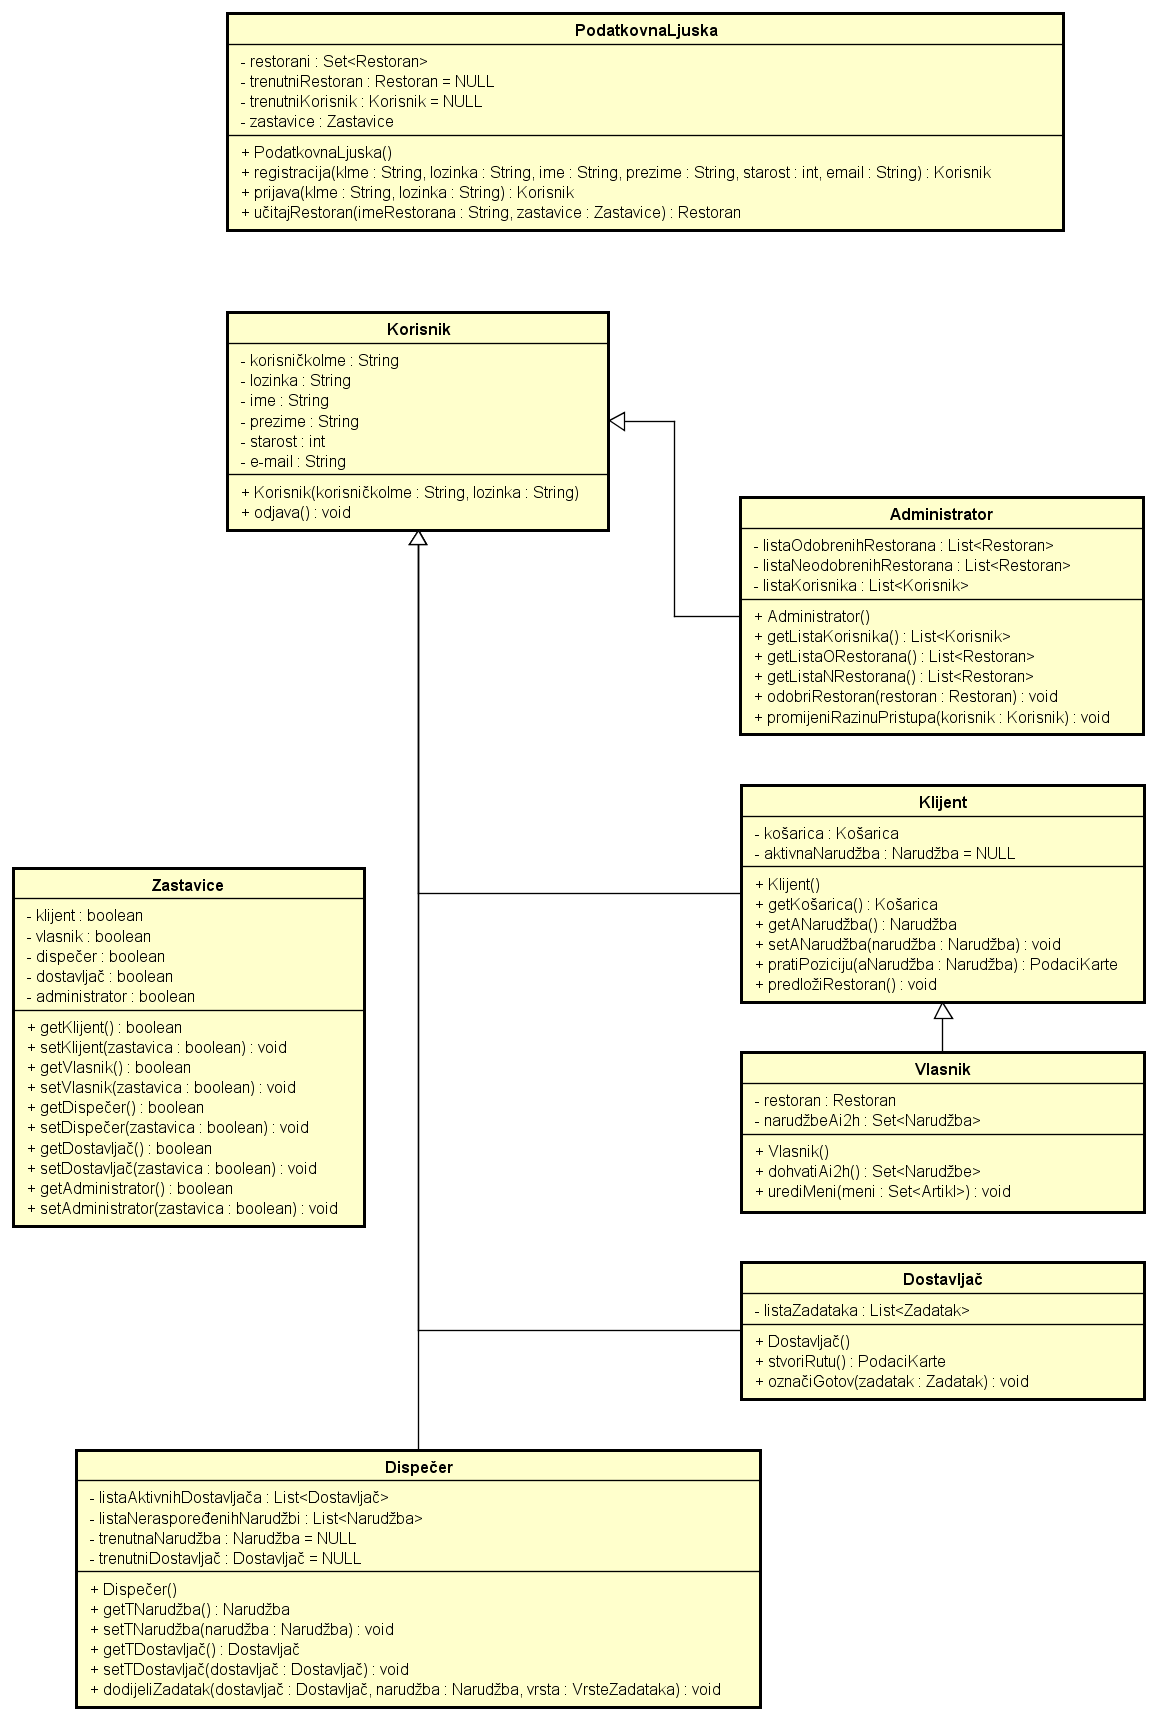 PodatkovnaLjuska
- restorani : Set<Restoran>
- trenutniRestoran : Restoran = NULL
- trenutniKorisnik : Korisnik = NULL
- zastavice : Zastavice
+ PodatkovnaLjuska()
+ registracija(kIme : String, lozinka : String, ime : String, prezime : String, starost : int, email : String) : Korisnik
+ prijava(kIme : String, lozinka : String) : Korisnik
+ učitajRestoran(imeRestorana : String, zastavice : Zastavice) : Restoran
Korisnik
- korisničkoIme : String
- lozinka : String
- ime : String
- prezime : String
- starost : int
- e-mail : String
+ Korisnik(korisničkoIme : String, lozinka : String)
+ odjava() : void
Administrator
- listaOdobrenihRestorana : List<Restoran>
- listaNeodobrenihRestorana : List<Restoran>
- listaKorisnika : List<Korisnik>
+ Administrator()
+ getListaKorisnika() : List<Korisnik>
+ getListaORestorana() : List<Restoran>
+ getListaNRestorana() : List<Restoran>
+ odobriRestoran(restoran : Restoran) : void
+ promijeniRazinuPristupa(korisnik : Korisnik) : void
Klijent
- košarica : Košarica
- aktivnaNarudžba : Narudžba = NULL
+ Klijent()
+ getKošarica() : Košarica
+ getANarudžba() : Narudžba
+ setANarudžba(narudžba : Narudžba) : void
+ pratiPoziciju(aNarudžba : Narudžba) : PodaciKarte
+ predložiRestoran() : void
Zastavice
- klijent : boolean
- vlasnik : boolean
- dispečer : boolean
- dostavljač : boolean
- administrator : boolean
+ getKlijent() : boolean
+ setKlijent(zastavica : boolean) : void
+ getVlasnik() : boolean
+ setVlasnik(zastavica : boolean) : void
+ getDispečer() : boolean
+ setDispečer(zastavica : boolean) : void
+ getDostavljač() : boolean
+ setDostavljač(zastavica : boolean) : void
+ getAdministrator() : boolean
+ setAdministrator(zastavica : boolean) : void
Vlasnik
- restoran : Restoran
- narudžbeAi2h : Set<Narudžba>
+ Vlasnik()
+ dohvatiAi2h() : Set<Narudžbe>
+ urediMeni(meni : Set<Artikl>) : void
Dostavljač
- listaZadataka : List<Zadatak>
+ Dostavljač()
+ stvoriRutu() : PodaciKarte
+ označiGotov(zadatak : Zadatak) : void
Dispečer
- listaAktivnihDostavljača : List<Dostavljač>
- listaNeraspoređenihNarudžbi : List<Narudžba>
- trenutnaNarudžba : Narudžba = NULL
- trenutniDostavljač : Dostavljač = NULL
+ Dispečer()
+ getTNarudžba() : Narudžba
+ setTNarudžba(narudžba : Narudžba) : void
+ getTDostavljač() : Dostavljač
+ setTDostavljač(dostavljač : Dostavljač) : void
+ dodijeliZadatak(dostavljač : Dostavljač, narudžba : Narudžba, vrsta : VrsteZadataka) : void